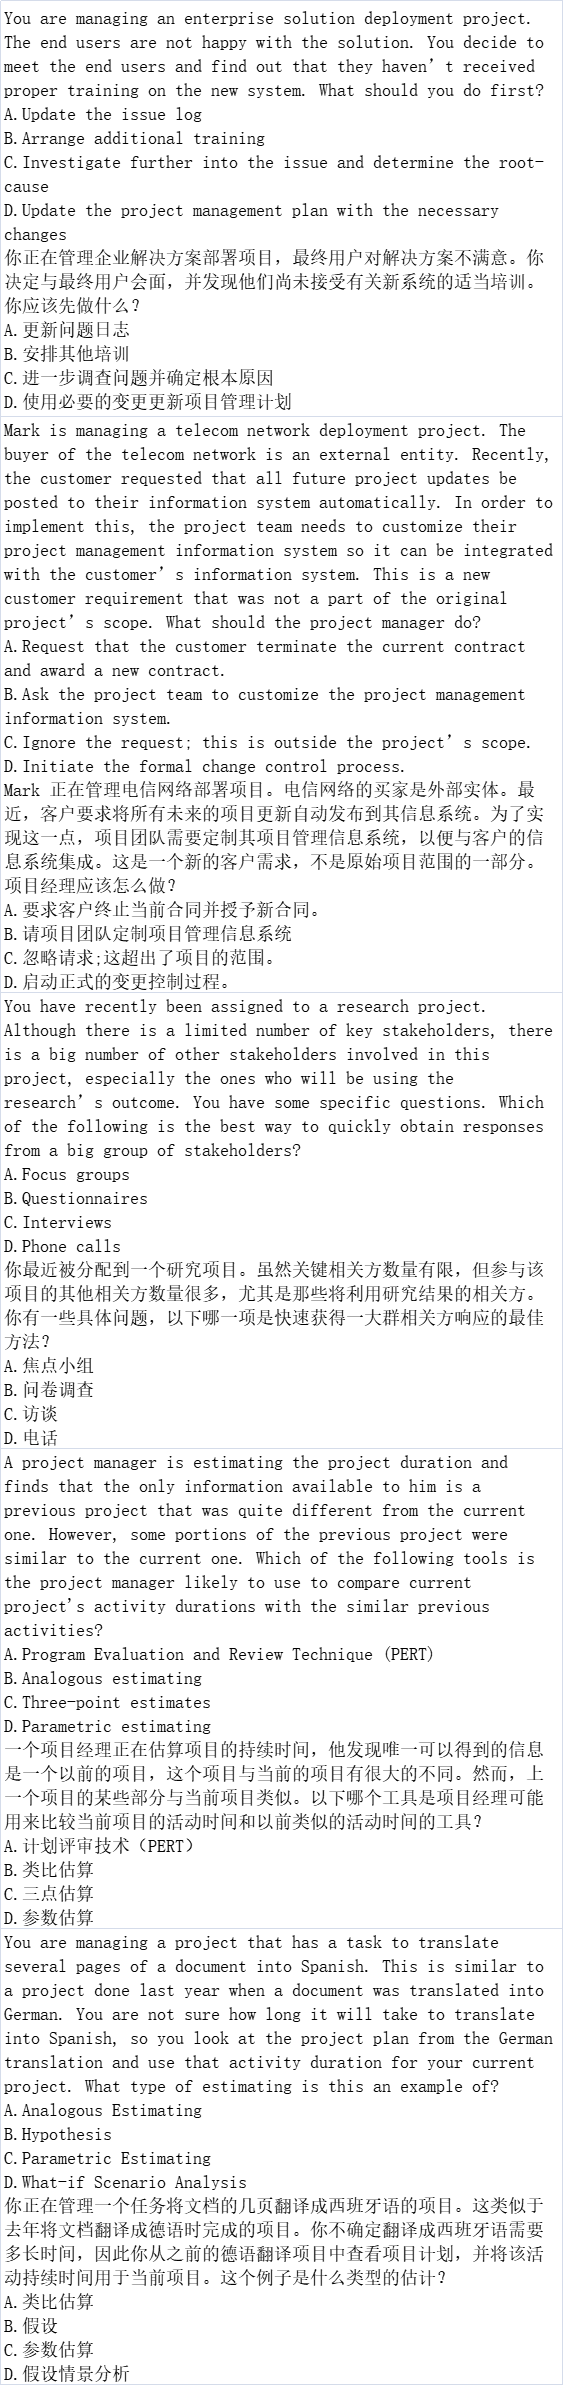 You are managing an enterprise solution deployment project.
The end users are not happy with the solution. You decide to
meet the end users and find out that they haven’t received
proper training on the new system. What should you do first?
A.Update the issue log
B.Arrange additional training
C.Investigate further into the issue and determine the root-
cause
D.Update the project management plan with the necessary
changes
你正在管理企业解决方案部署项目，最终用户对解决方案不满意。你
决定与最终用户会面，并发现他们尚未接受有关新系统的适当培训。
你应该先做什么？
A.更新问题日志
B.安排其他培训
C.进一步调查问题并确定根本原因
D.使用必要的变更更新项目管理计划
Mark is managing a telecom network deployment project. The
buyer of the telecom network is an external entity. Recently,
the customer requested that all future project updates be
posted to their information system automatically. In order to
implement this, the project team needs to customize their
project management information system so it can be integrated
with the customer’s information system. This is a new
customer requirement that was not a part of the original
project’s scope. What should the project manager do?
A.Request that the customer terminate the current contract
and award a new contract.
B.Ask the project team to customize the project management
information system.
C.Ignore the request; this is outside the project’s scope.
D.Initiate the formal change control process.
Mark 正在管理电信网络部署项目。电信网络的买家是外部实体。最
近，客户要求将所有未来的项目更新自动发布到其信息系统。为了实
现这一点，项目团队需要定制其项目管理信息系统，以便与客户的信
息系统集成。这是一个新的客户需求，不是原始项目范围的一部分。
项目经理应该怎么做？
A.要求客户终止当前合同并授予新合同。
B.请项目团队定制项目管理信息系统
C.忽略请求;这超出了项目的范围。
D.启动正式的变更控制过程。
You have recently been assigned to a research project.
Although there is a limited number of key stakeholders, there
is a big number of other stakeholders involved in this
project, especially the ones who will be using the
research’s outcome. You have some specific questions. Which
of the following is the best way to quickly obtain responses
from a big group of stakeholders?
A.Focus groups
B.Questionnaires
C.Interviews
D.Phone calls
你最近被分配到一个研究项目。虽然关键相关方数量有限，但参与该
项目的其他相关方数量很多，尤其是那些将利用研究结果的相关方。
你有一些具体问题，以下哪一项是快速获得一大群相关方响应的最佳
方法？
A.焦点小组
B.问卷调查
C.访谈
D.电话
A project manager is estimating the project duration and
finds that the only information available to him is a
previous project that was quite different from the current
one. However, some portions of the previous project were
similar to the current one. Which of the following tools is
the project manager likely to use to compare current
project's activity durations with the similar previous
activities?
A.Program Evaluation and Review Technique (PERT)
B.Analogous estimating
C.Three-point estimates
D.Parametric estimating
一个项目经理正在估算项目的持续时间，他发现唯一可以得到的信息
是一个以前的项目，这个项目与当前的项目有很大的不同。然而，上
一个项目的某些部分与当前项目类似。以下哪个工具是项目经理可能
用来比较当前项目的活动时间和以前类似的活动时间的工具？
A.计划评审技术（PERT）
B.类比估算
C.三点估算
D.参数估算
You are managing a project that has a task to translate
several pages of a document into Spanish. This is similar to
a project done last year when a document was translated into
German. You are not sure how long it will take to translate
into Spanish, so you look at the project plan from the German
translation and use that activity duration for your current
project. What type of estimating is this an example of?
A.Analogous Estimating
B.Hypothesis
C.Parametric Estimating
D.What-if Scenario Analysis
你正在管理一个任务将文档的几页翻译成西班牙语的项目。这类似于
去年将文档翻译成德语时完成的项目。你不确定翻译成西班牙语需要
多长时间，因此你从之前的德语翻译项目中查看项目计划，并将该活
动持续时间用于当前项目。这个例子是什么类型的估计？
A.类比估算
B.假设
C.参数估算
D.假设情景分析